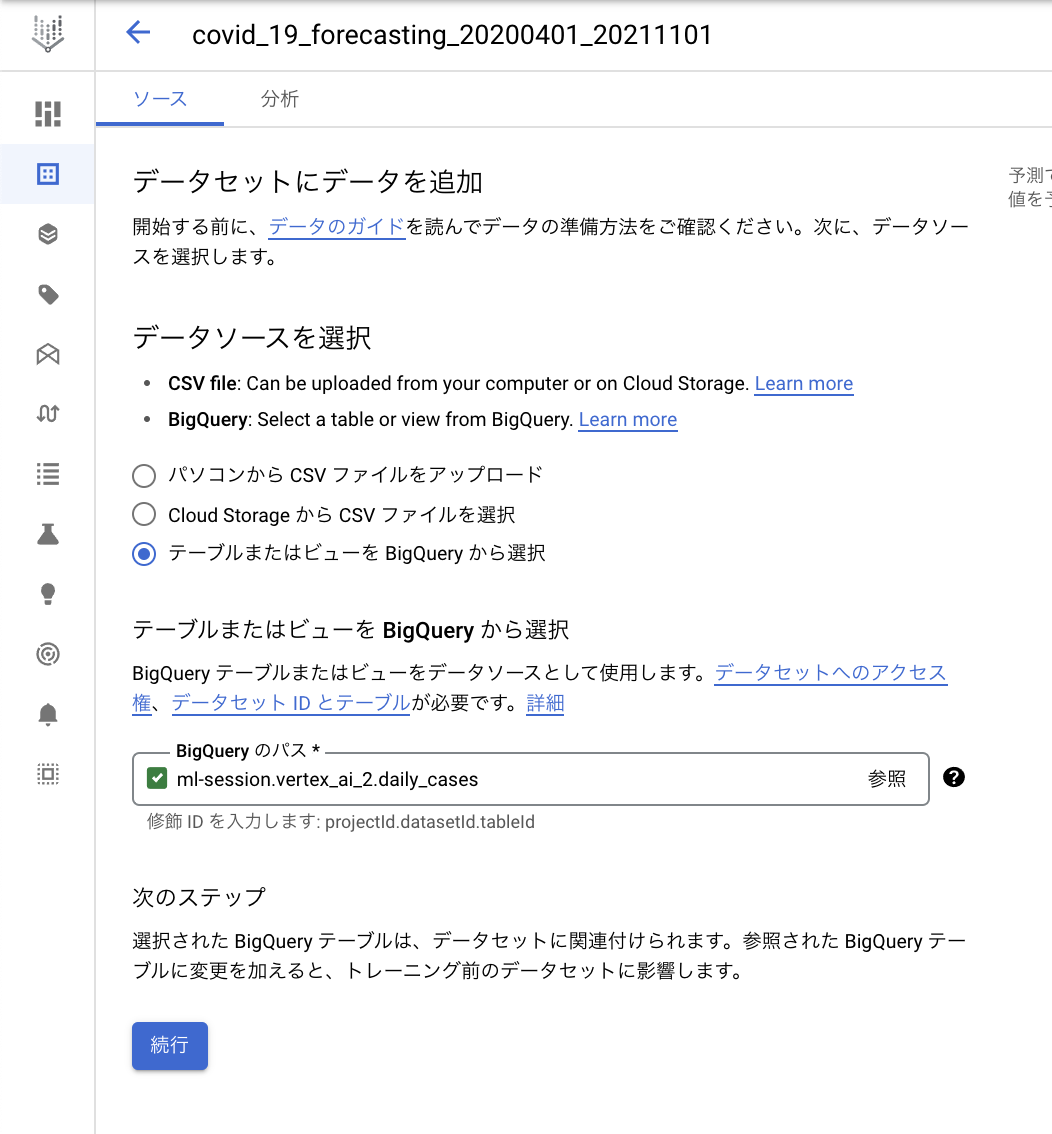 covid_19_forecasting_20200401_20211101
ソース
分析
データセットにデータを追加
開始する前に、データのガイドを読んでデータの準備方法をご確認ください。次に、データソー
スを選択します。
予測で
値を予
データソースを選択
• CSV file: Can be uploaded from your computer or on Cloud Storage. Learn more
• BigQuery: Select a table or view from BigQuery. Learn more
パソコンから CSV ファイルをアップロード
Cloud Storage から CSV ファイルを選択
テーブルまたはビューを BigQuery から選択
テーブルまたはビューを BigQuery から選択
BigQuery テーブルまたはビューをデータソースとして使用します。データセットへのアクセス
権、データセット ID とテーブルが必要です。詳細
BigQuery のパス *
ml-session.vertex_ai_2.daily_cases
参照
修飾 ID を入力します: projectId.datasetId.tableId
次のステップ
選択された BigQuery テーブルは、データセットに関連付けられます。参照された BigQuery テー
ブルに変更を加えると、トレーニング前のデータセットに影響します。
続行